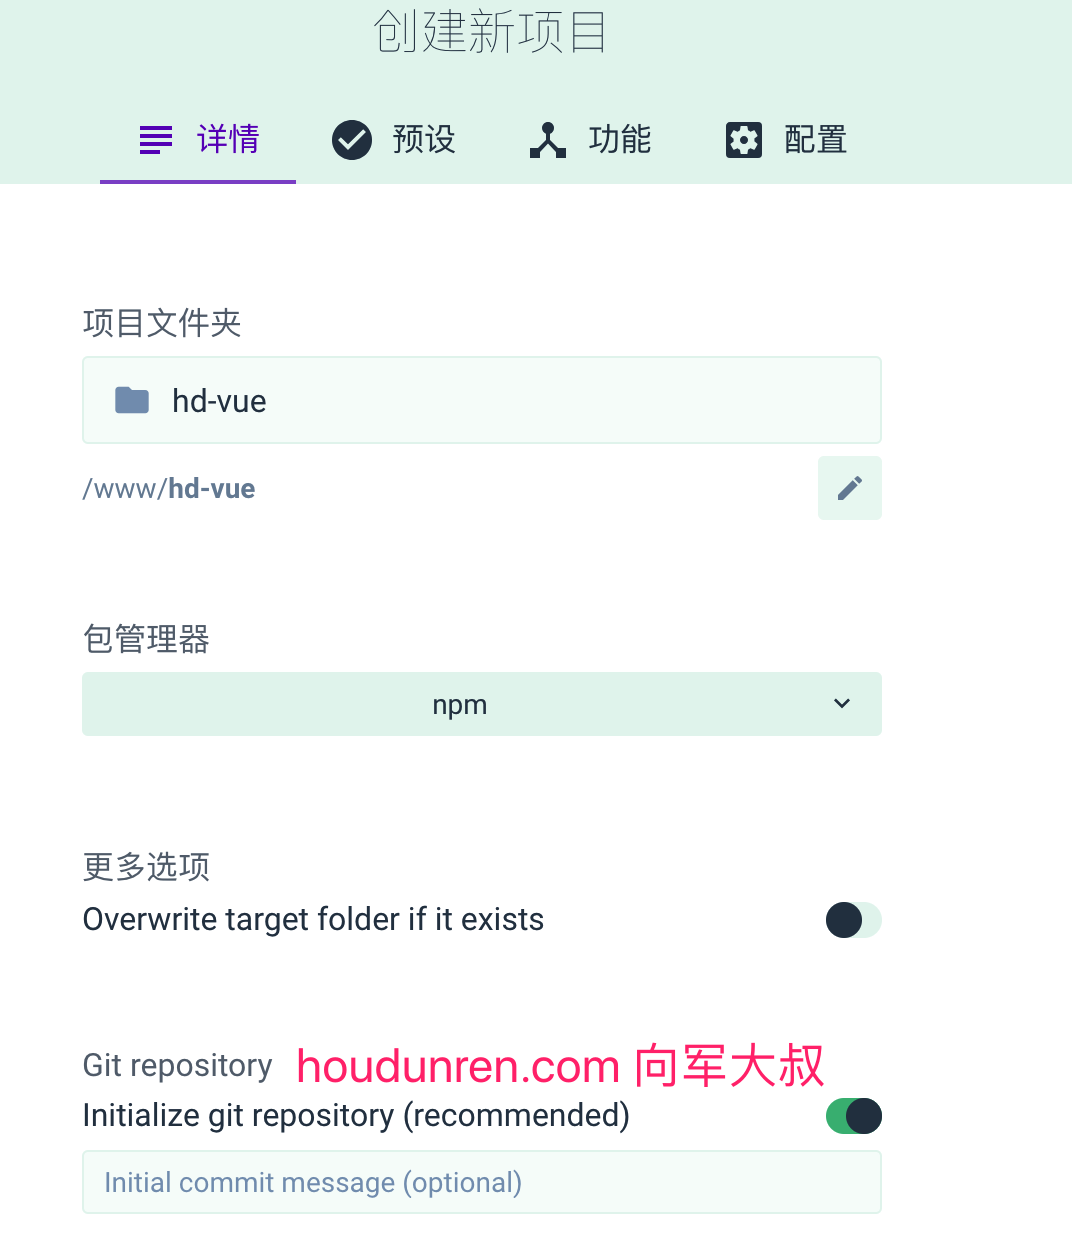 创建新项目
详情 预设 功能 配置
项目文件夹
hd-vue
/www/hd-vue
包管理器
npm
更多选项
Overwrite target folder if it exists
Git repository houdunren.com 向军大叔
Initialize git repository (recommended)
Initial commit message (optional)